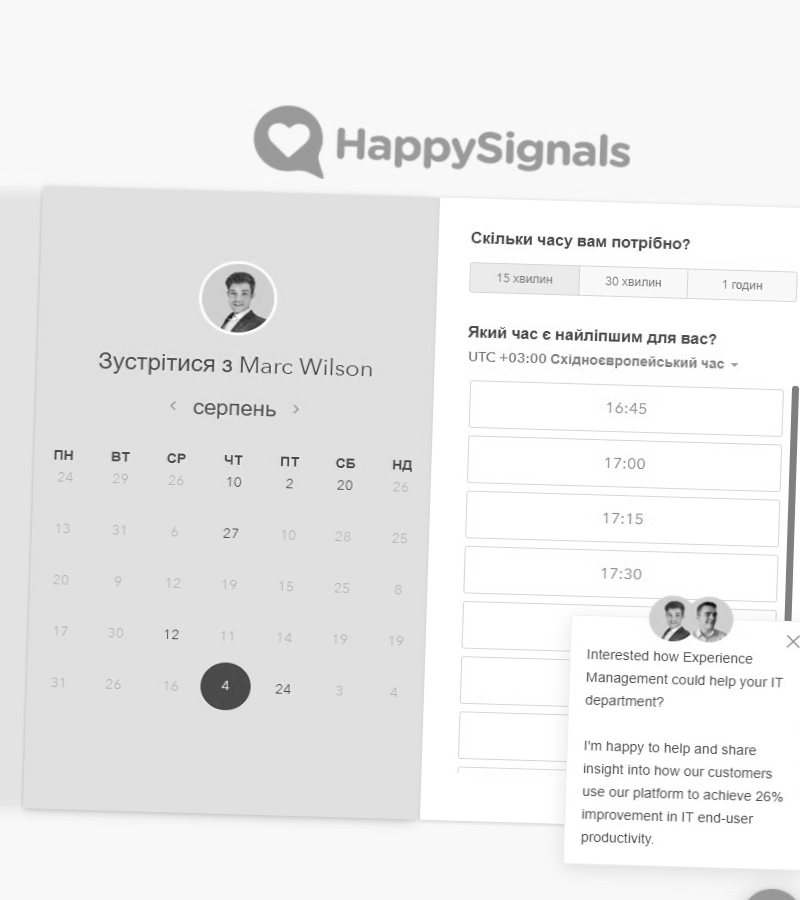 HappySignals
Зустрітися з Marc Wilson
серпень
ПН ВТ СР ЧТ ПТ СБ НД
24 29 26 10 2 20 26
13 31 6 27 10 28 25
20 9 12 19 15 25 8
17 30 12 11 14 19 19
31 26 16 4 24 3 4
Скільки часу вам потрібно?
15 хвилин 30 хвилин 1 годин
Який час є найліпшим для вас?
UTC +03:00 Східноєвропейський час
16:45
17:00
17:15
17:30
Interested how Experience
Management could help your IT
department?
I'm happy to help and share
insight into how our customers
use our platform to achieve 26%
improvement in IT end-user
productivity.